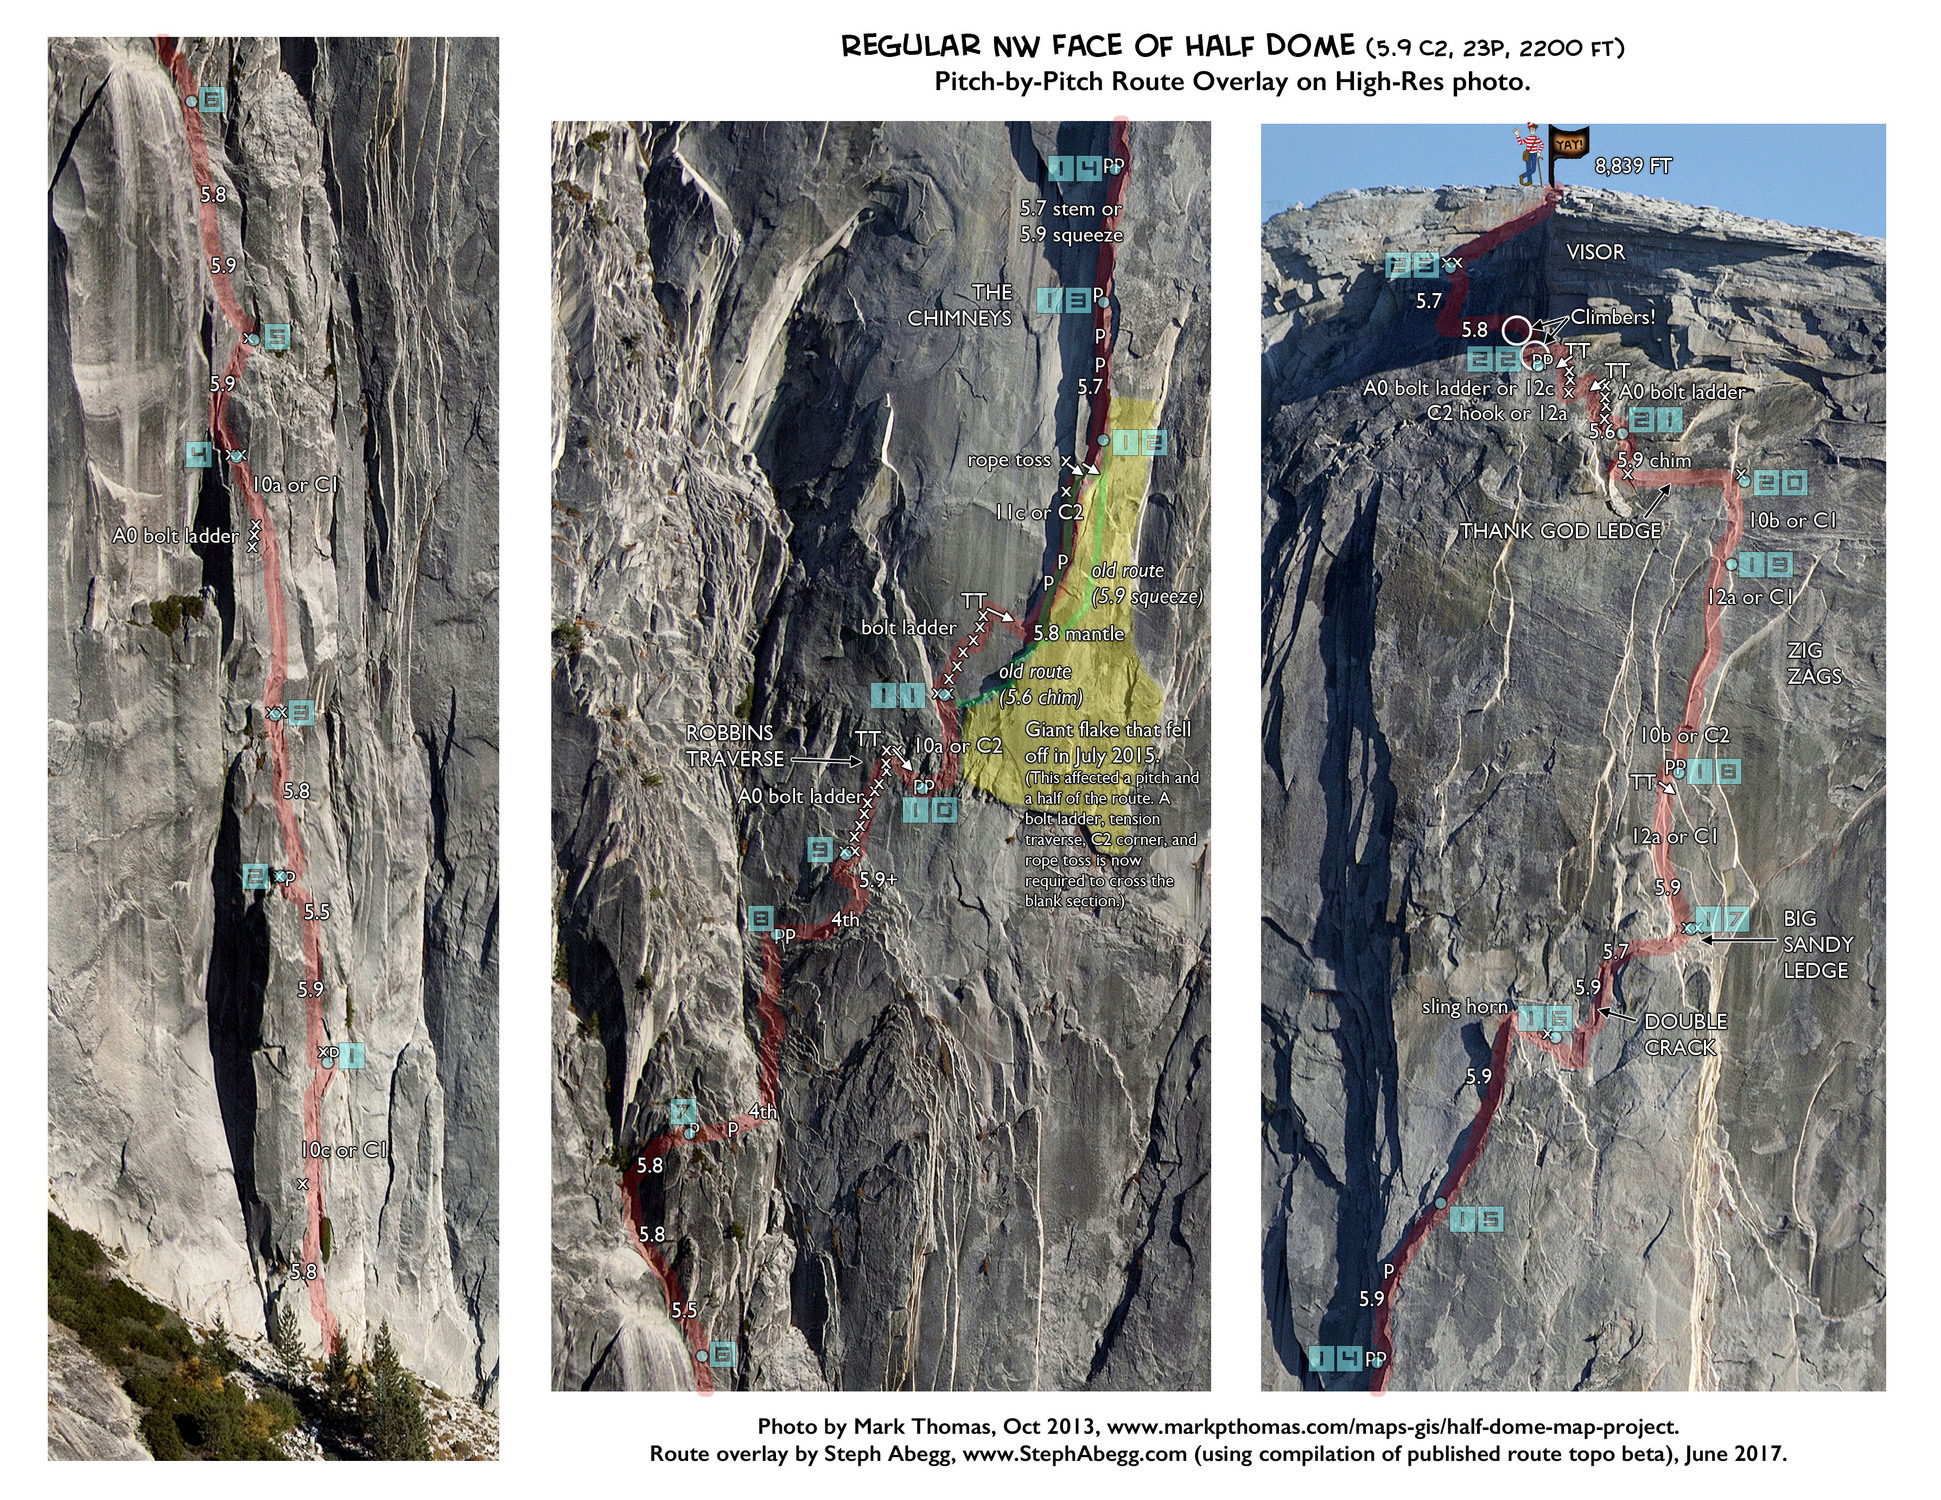 REGULAR NW FACE OF HALF DOME (5.9 C2, 23P, 2200 FT)
Pitch-by-Pitch Route Overlay on High-Res photo.
6
5.8
5.9
x 5
5.9
4 xx
10a or C1
x
A0 bolt ladder x
x
xx 3
5.8
2 xP
5.5
5.9
xP 1
10c or C1
x
5.8
14 PP
5.7 stem or
5.9 squeeze
THE
CHIMNEYS
13 P
P
P
5.7
12
rope toss x
x
11c or C2
P
P
old route
(5.9 squeeze)
TT
bolt ladder
5.8 mantle
old route
(5.6 chim)
11 xx
ROBBINS
TRAVERSE
TT
10a or C2
PP
10
A0 bolt ladder
9 xx
5.9+
Giant flake that fell
off in July 2015.
(This affected a pitch and
a half of the route. A
bolt ladder, tension
traverse, C2 corner, and
rope toss is now
required to cross the
blank section.)
8
PP
4th
4th
7
P
P
5.8
5.8
5.5
6
YAY!
8,839 FT
VISOR
23 xx
5.7
5.8
Climbers!
22 PP
TT
TT
A0 bolt ladder or 12c
C2 hook or 12a
A0 bolt ladder
21
5.6
5.9 chim
x
x 20
THANK GOD LEDGE
10b or C1
19
12a or C1
ZIG
ZAGS
10b or C2
PP 18
TT
12a or C1
5.9
17
xx
BIG
SANDY
LEDGE
5.7
5.9
sling horn
16
x
DOUBLE
CRACK
5.9
15
P
5.9
14 PP
Photo by Mark Thomas, Oct 2013, www.markpthomas.com/maps-gis/half-dome-map-project.
Route overlay by Steph Abegg, www.StephAbegg.com (using compilation of published route topo beta), June 2017.